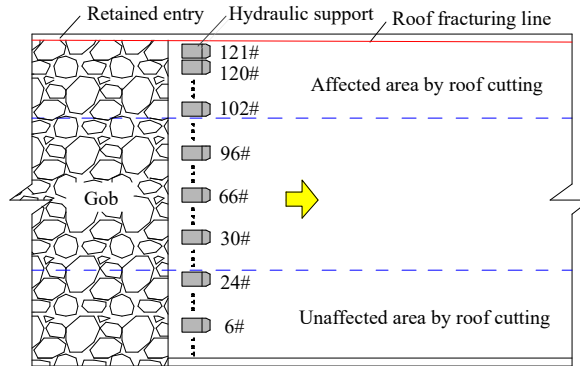 Retained entry
Hydraulic support
Roof fracturing line
121#
120#
Affected area by roof cutting
102#
96#
Gob
66#
30#
24#
Unaffected area by roof cutting
6#